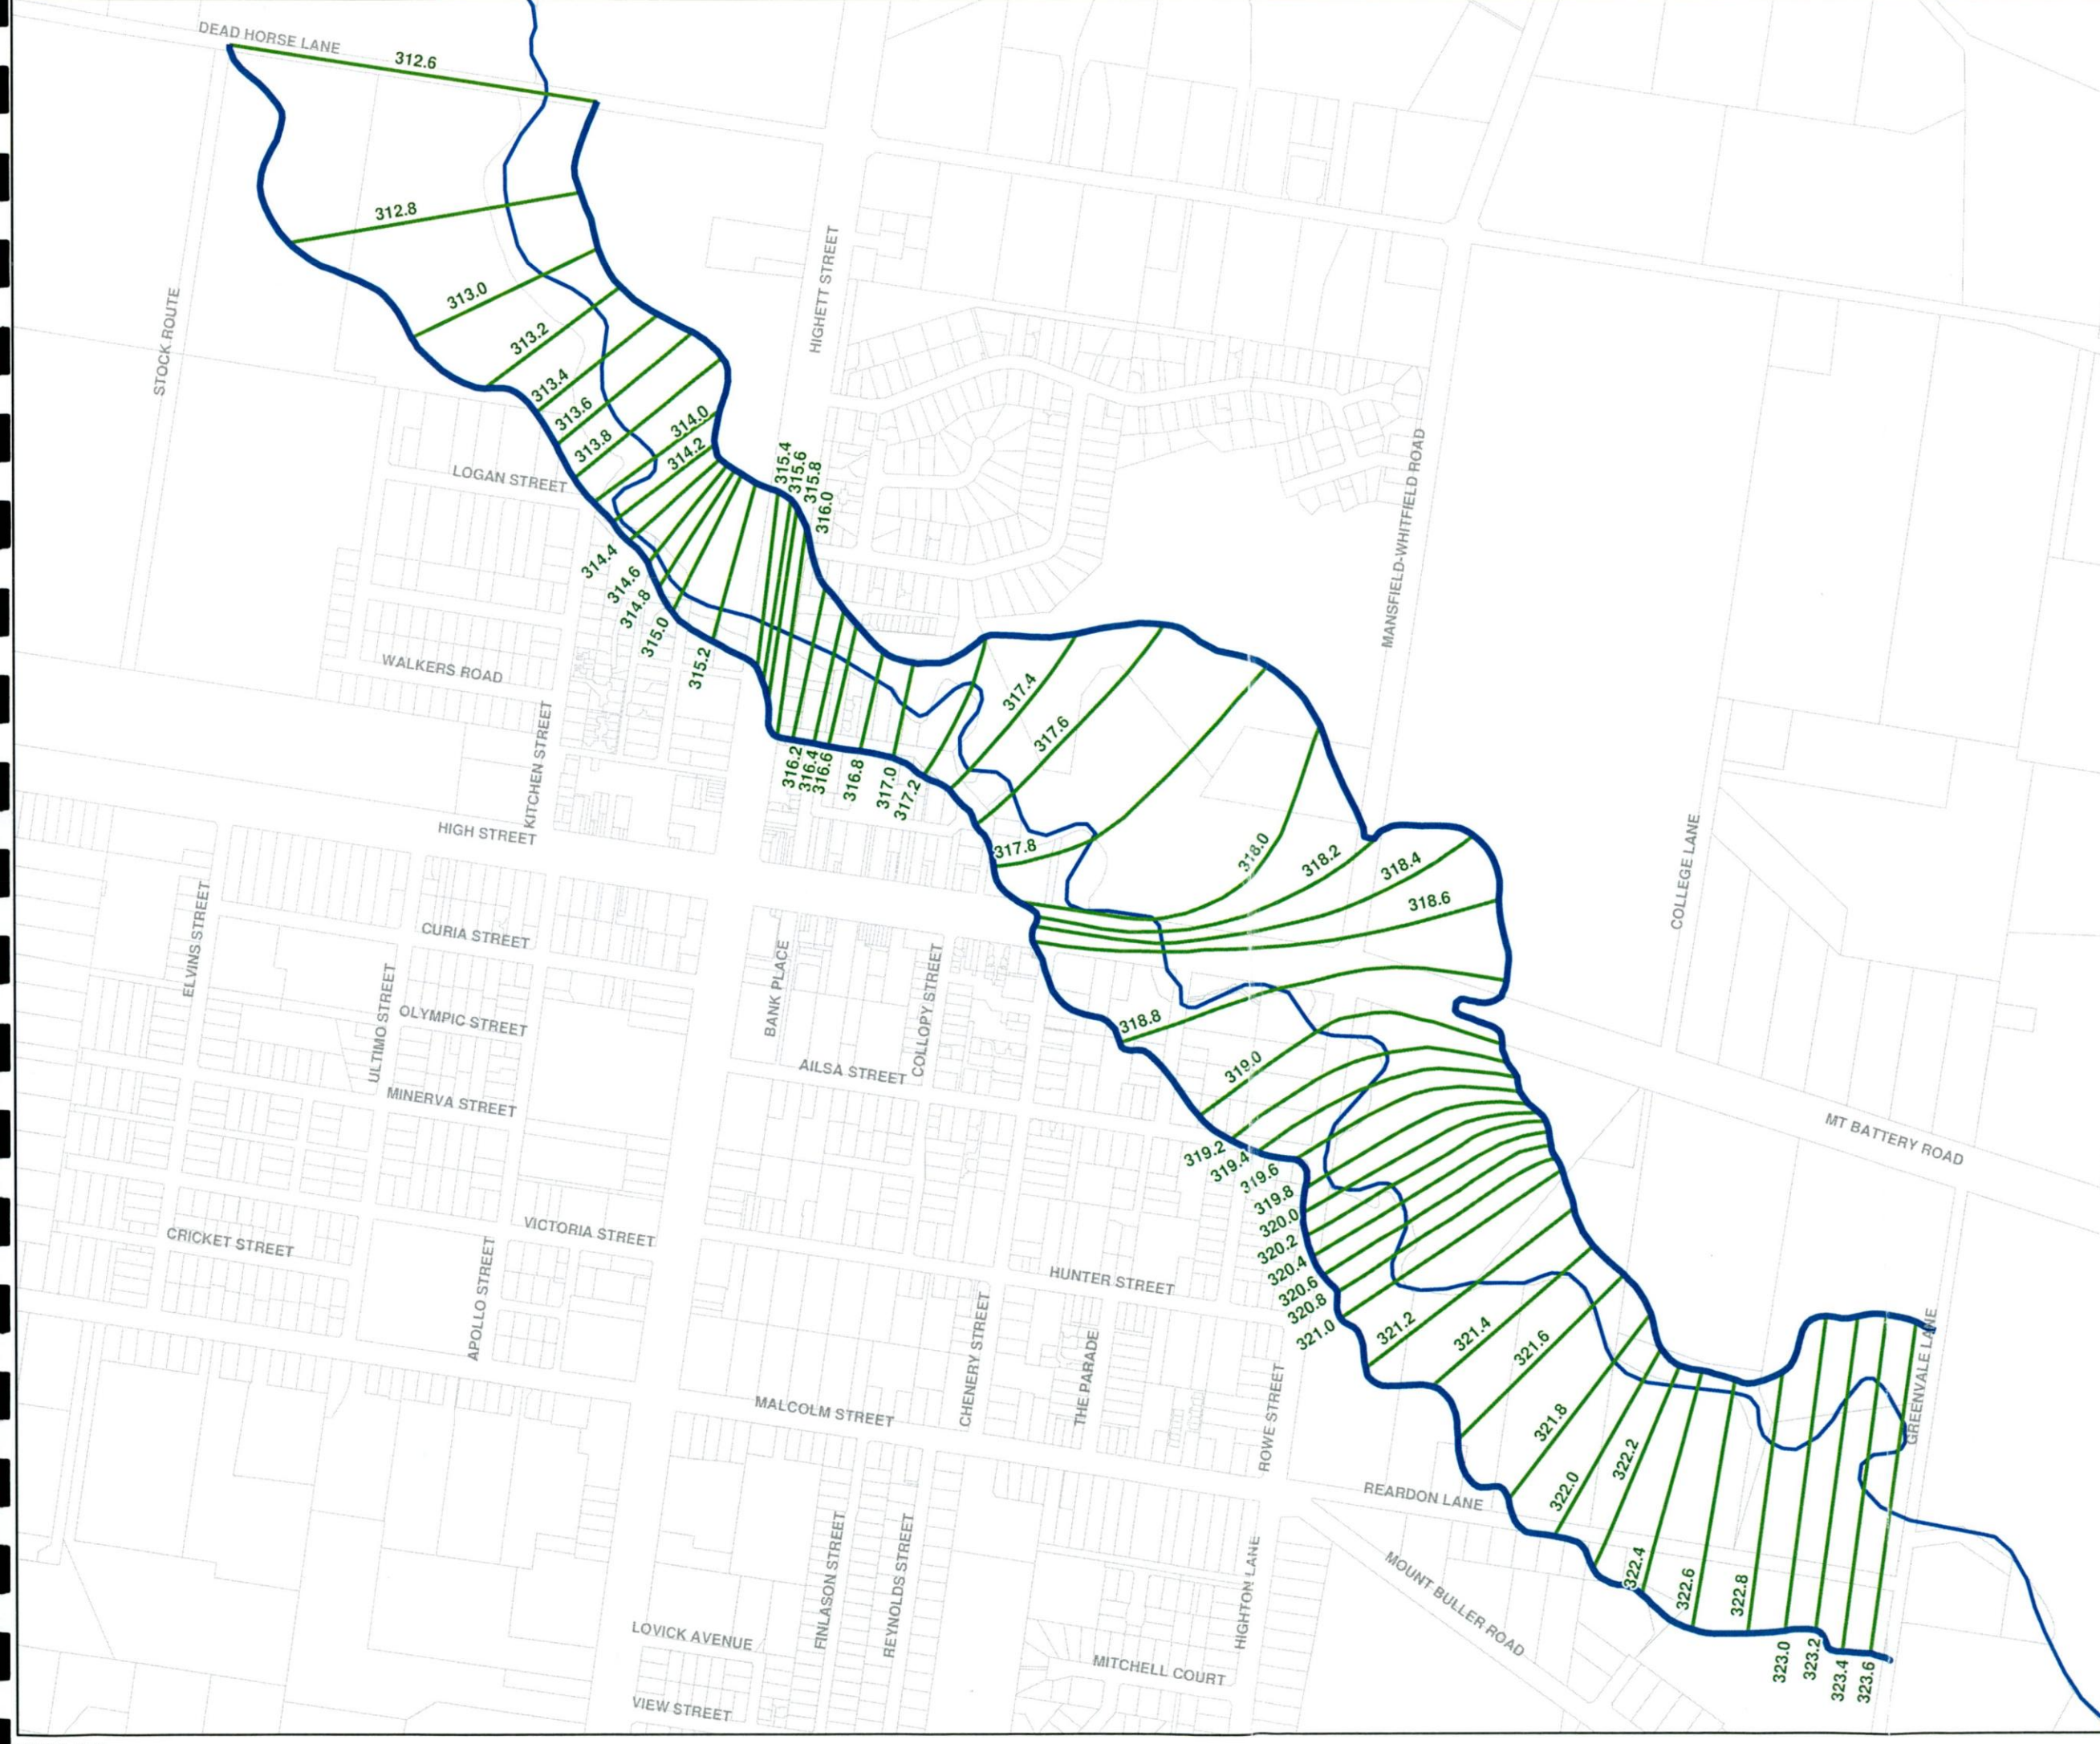 DEAD HORSE LANE
312.6
312.8
HIGHETT STREET
313.0
STOCK ROUTE
313.2
313.4
313.6
313.8
314.0
314.2
LOGAN STREET
315.4
315.6
315.8
316.0
314.4
314.6
314.8
315.0
315.2
MANSFIELD-WHITFIELD ROAD
WALKERS ROAD
KITCHEN STREET
317.4
317.6
316.2
316.4
316.6
316.8
317.0
317.2
HIGH STREET
317.8
318.0
318.2
318.4
318.6
COLLEGE LANE
ELVINS STREET
CURIA STREET
BANK PLACE
COLLOPY STREET
ULTIMO STREET
OLYMPIC STREET
318.8
AILSA STREET
319.0
MINERVA STREET
MT BATTERY ROAD
319.2
319.4
319.6
319.8
320.0
320.2
320.4
320.6
320.8
321.0
CRICKET STREET
VICTORIA STREET
APOLLO STREET
HUNTER STREET
CHENERY STREET
THE PARADE
321.2
321.4
321.6
GREENVALE LANE
MALCOLM STREET
ROWE STREET
321.8
322.0
322.2
REARDON LANE
322.4
322.6
322.8
MOUNT BULLER ROAD
FINLASON STREET
REYNOLDS STREET
HIGHTON LANE
LOVICK AVENUE
MITCHELL COURT
323.0
323.2
323.4
323.6
VIEW STREET